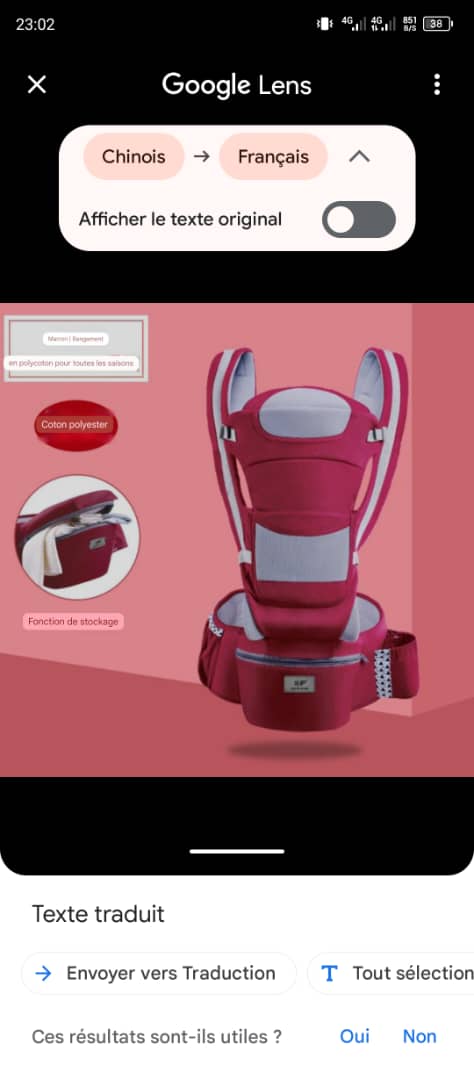 23:02
4G 4G 851 B/S 38
Google Lens
Chinois → Français
Afficher le texte original
Marron | Rangement
en polycoton pour toutes les saisons
Coton polyester
Fonction de stockage
Texte traduit
Envoyer vers Traduction
Tout sélection
Ces résultats sont-ils utiles ?
Oui
Non